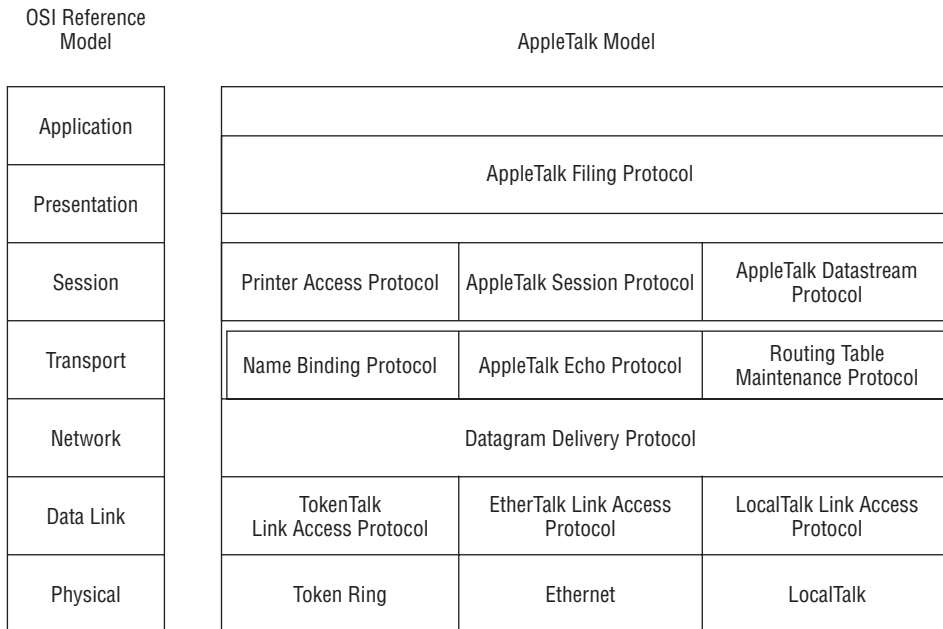 OSI Reference
Model
AppleTalk Model
Application
AppleTalk Filing Protocol
Presentation
Session
Printer Access Protocol
AppleTalk Session Protocol
AppleTalk Datastream
Protocol
Transport
Name Binding Protocol
AppleTalk Echo Protocol
Routing Table
Maintenance Protocol
Network
Datagram Delivery Protocol
Data Link
TokenTalk
Link Access Protocol
EtherTalk Link Access
Protocol
LocalTalk Link Access
Protocol
Physical
Token Ring
Ethernet
LocalTalk